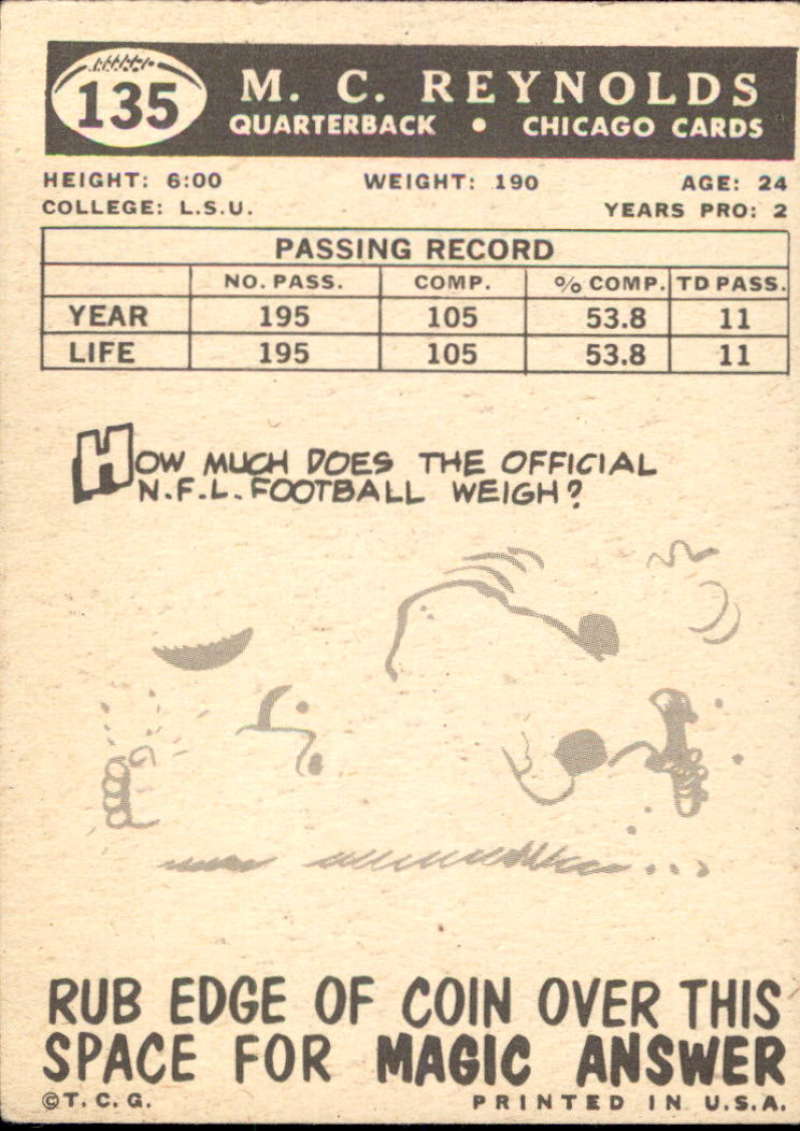 135
M. C. REYNOLDS
QUARTERBACK • CHICAGO CARDS
HEIGHT: 6:00 WEIGHT: 190 AGE: 24
COLLEGE: L.S.U. YEARS PRO: 2
PASSING RECORD
NO. PASS. COMP. % COMP. TD PASS.
YEAR 195 105 53.8 11
LIFE 195 105 53.8 11
HOW MUCH DOES THE OFFICIAL
N.F.L. FOOTBALL WEIGH?
RUB EDGE OF COIN OVER THIS
SPACE FOR MAGIC ANSWER
©T. C. G. PRINTED IN U.S.A.